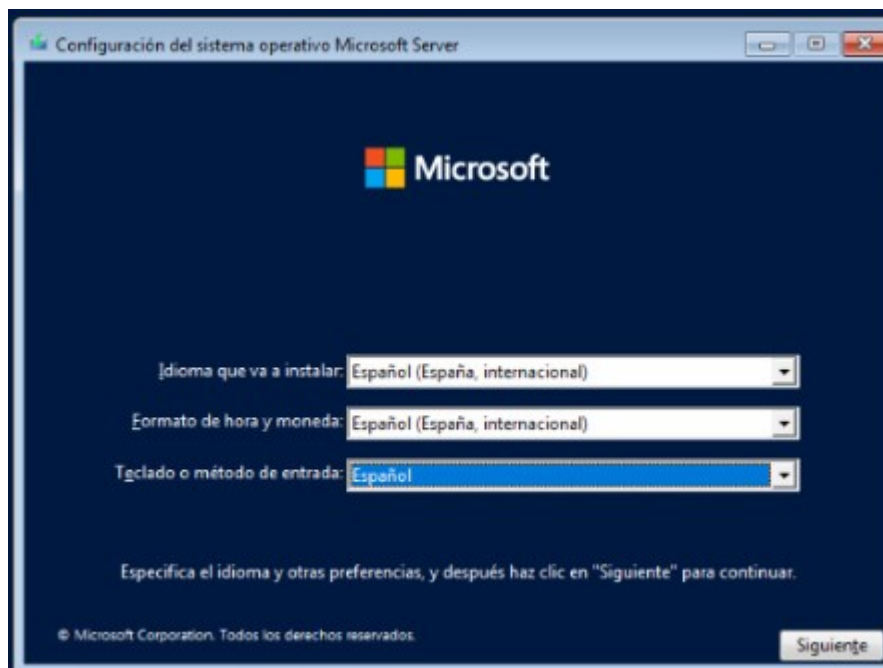 Configuración del sistema operativo Microsoft Server
Microsoft
Idioma que va a instalar: Español (España, internacional)
Formato de hora y moneda: Español (España, internacional)
Teclado o método de entrada: Español
Especifica el idioma y otras preferencias, y después haz clic en "Siguiente" para continuar.
© Microsoft Corporation. Todos los derechos reservados.
Siguiente